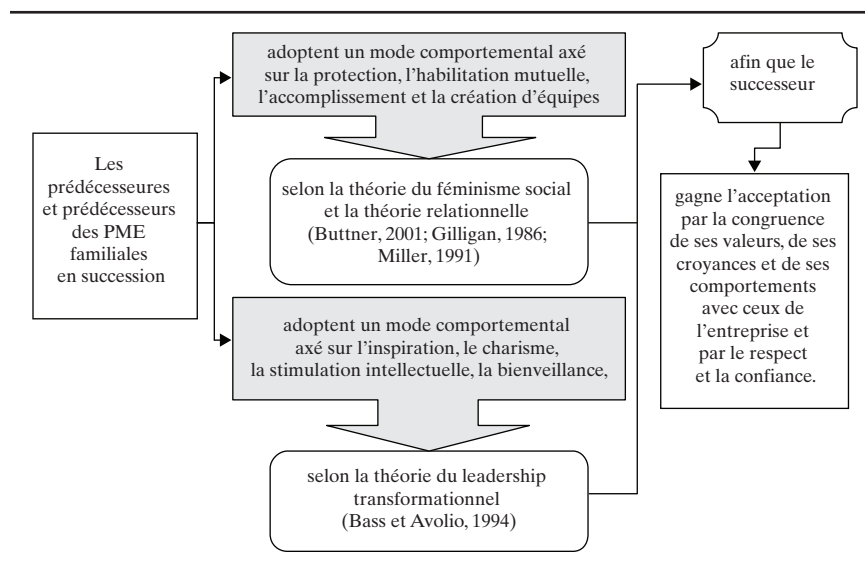 Les
prédécesseures
et prédécesseurs
des PME
familiales
en succession
adoptent un mode comportemental axé
sur la protection, l’habilitation mutuelle,
l’accomplissement et la création d’équipes
selon la théorie du féminisme social
et la théorie relationnelle
(Buttner, 2001; Gilligan, 1986;
Miller, 1991)
adoptent un mode comportemental
axé sur l’inspiration, le charisme,
la stimulation intellectuelle, la bienveillance,
selon la théorie du leadership
transformationnel
(Bass et Avolio, 1994)
afin que le
successeur
gagne l’acceptation
par la congruence
de ses valeurs, de ses
croyances et de ses
comportements
avec ceux de
l’entreprise et
par le respect
et la confiance.